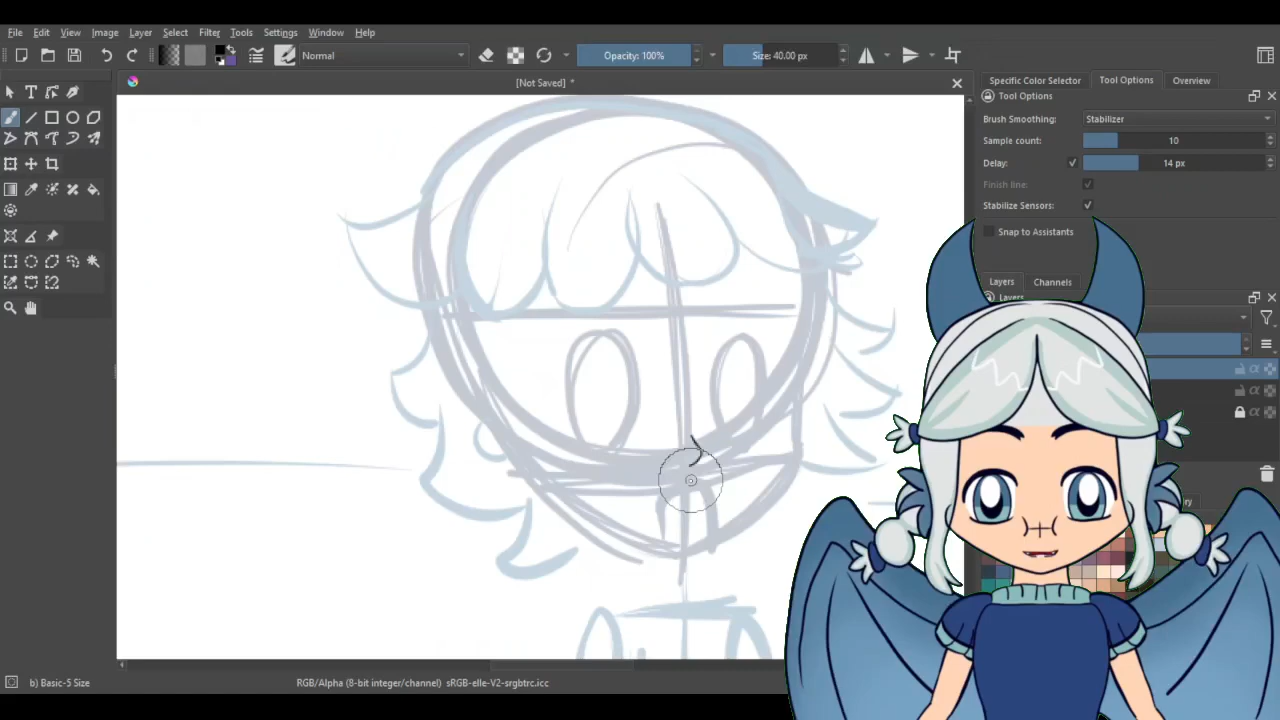 File Edit View Image Layer Select Filter Tools Settings Window Help
Normal Opacity: 100% Size: 40.00 px
[Not Saved] *
Specific Color Selector Tool Options Overview
Tool Options
Brush Smoothing: Stabilizer
Sample count: 10
Delay: 14 px
Finish line:
Stabilize Sensors:
Snap to Assistants
Layers Channels
Layers
b) Basic-5 Size RGB/Alpha (8-bit integer/channel) sRGB-elle-V2-srgbtrc.icc